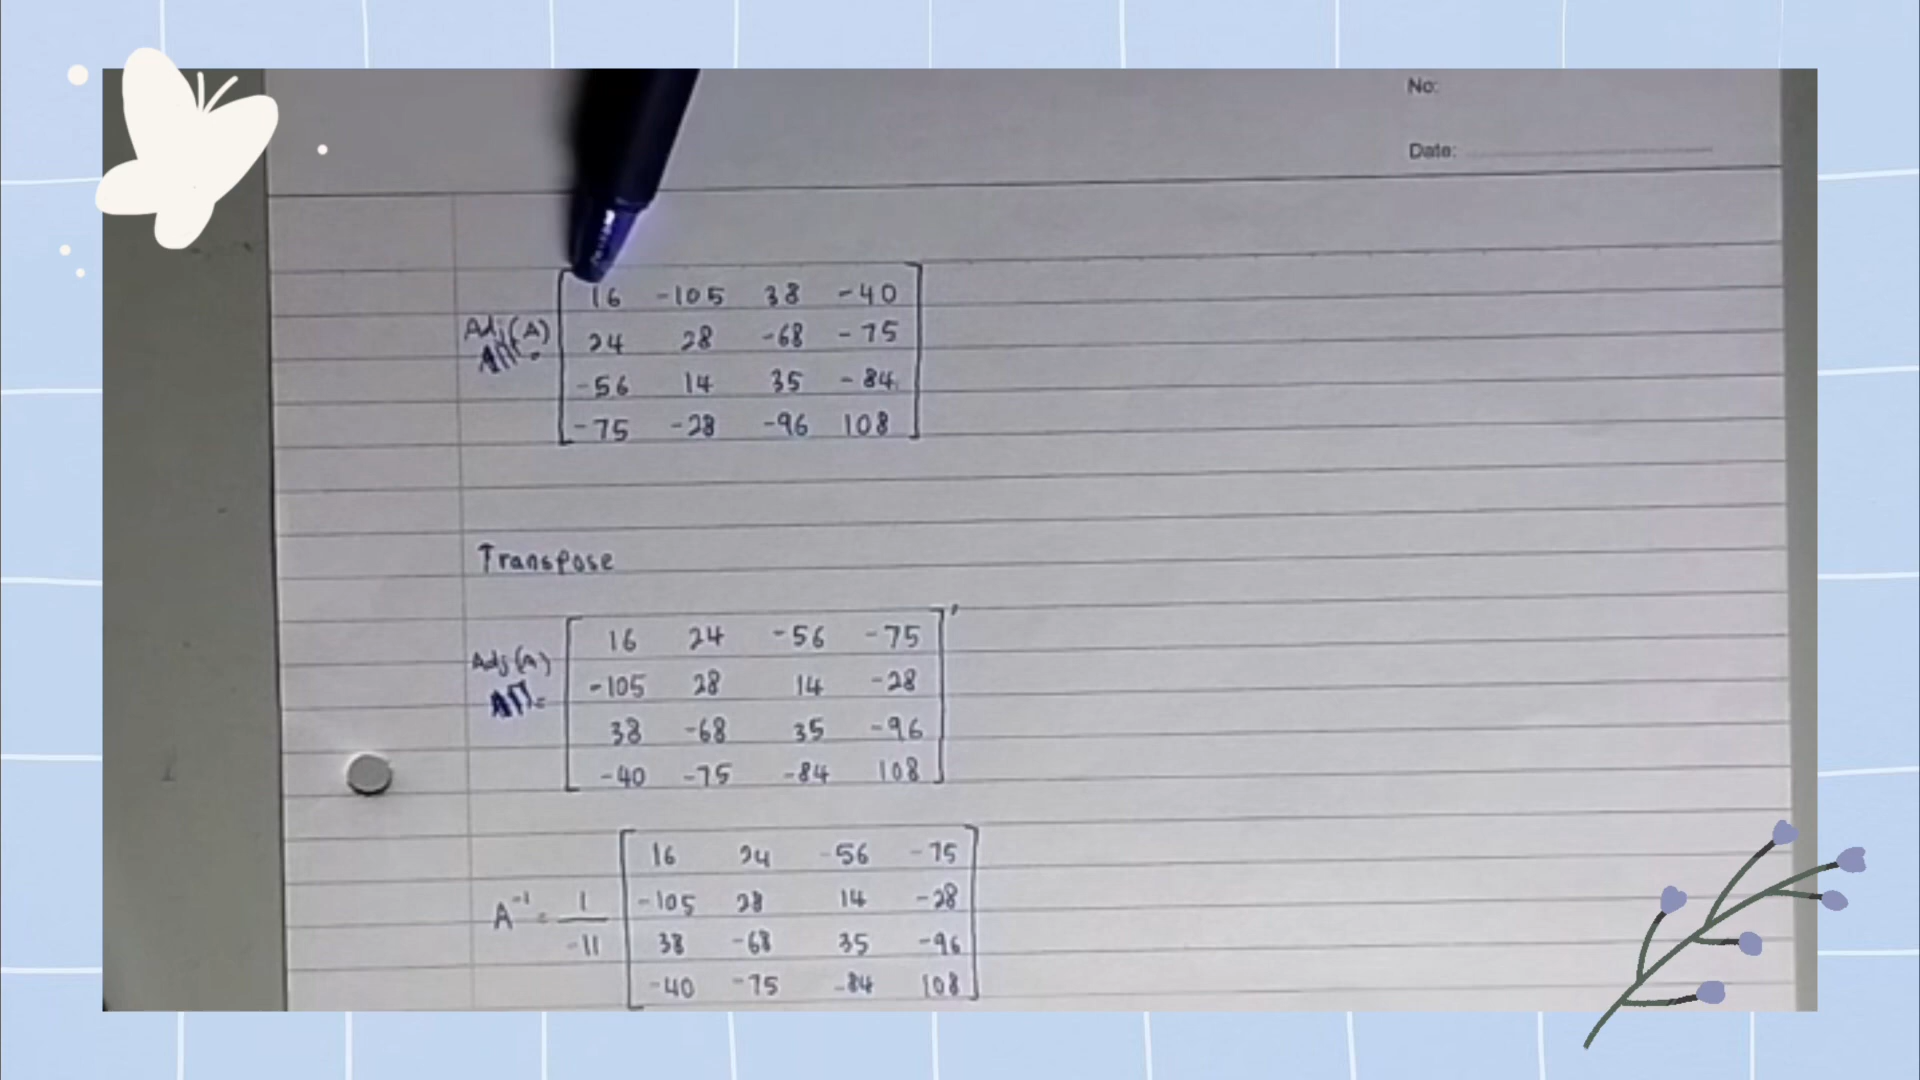 No:
Date:
Adj(A)
=
16 -105 38 -40
24 28 -68 -75
-56 14 35 -84
-75 -28 -96 108
Transpose
Adj(A)
=
16 24 -56 -75
-105 28 14 -28
38 -68 35 -96
-40 -75 -84 108
A⁻¹ = 1/-11
16 24 -56 -75
-105 28 14 -28
38 -68 35 -96
-40 -75 -84 108